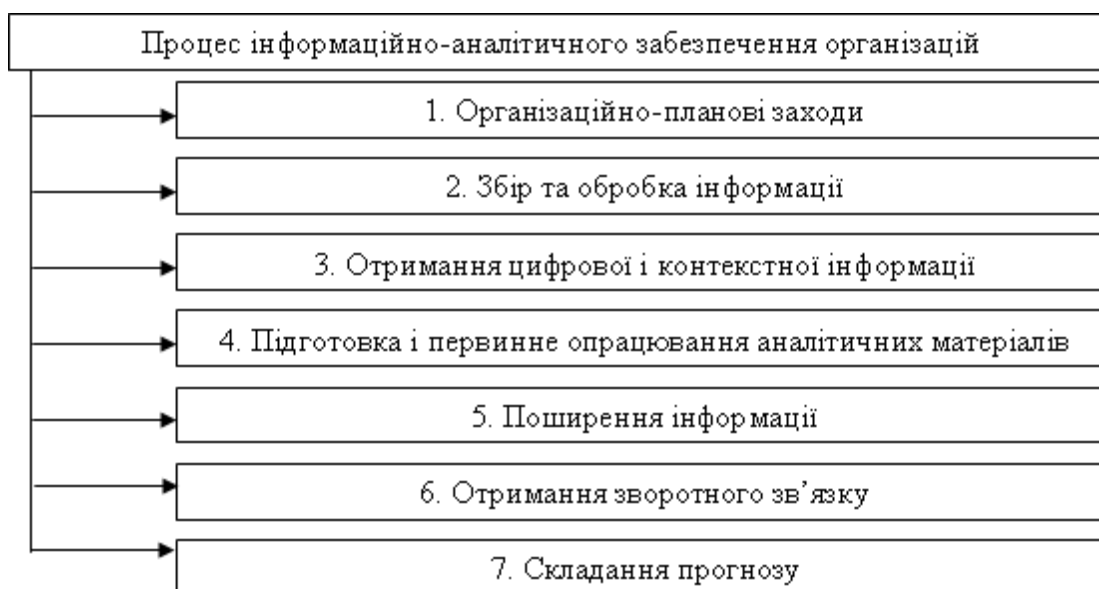 Процес інформаційно-аналітичного забезпечення організацій
1. Організаційно-планові заходи
2. Збір та обробка інформації
3. Отримання цифрової і контекстної інформації
4. Підготовка і первинне опрацювання аналітичних матеріалів
5. Поширення інформації
6. Отримання зворотного зв’язку
7. Складання прогнозу